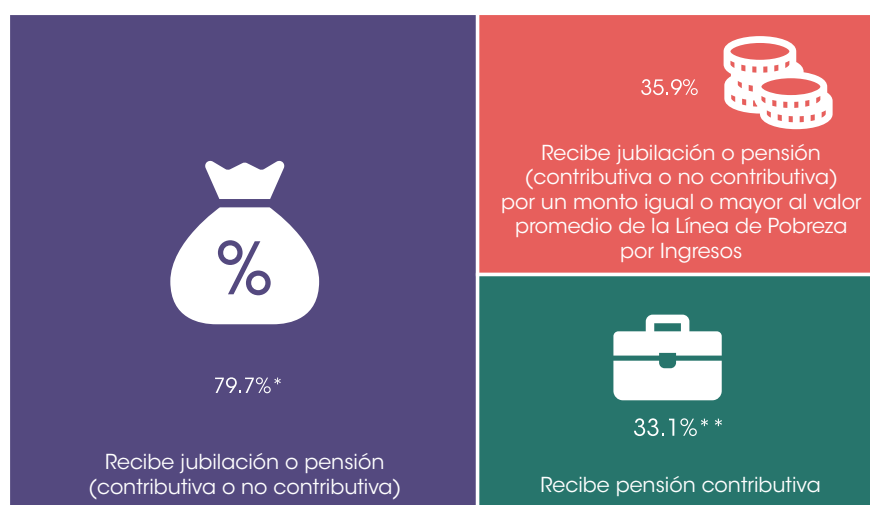 %
79.7%*
Recibe jubilación o pensión
(contributiva o no contributiva)
35.9%
Recibe jubilación o pensión
(contributiva o no contributiva)
por un monto igual o mayor al valor
promedio de la Línea de Pobreza
por Ingresos
33.1%**
Recibe pensión contributiva